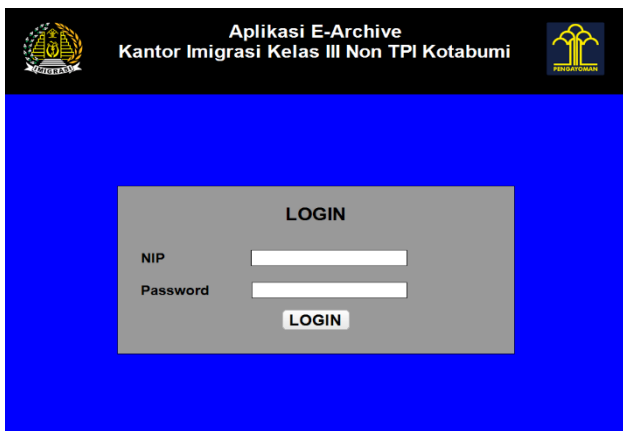 Aplikasi E-Archive
Kantor Imigrasi Kelas III Non TPI Kotabumi
IMIGRASI
PENGAYOMAN
LOGIN
NIP
Password
LOGIN